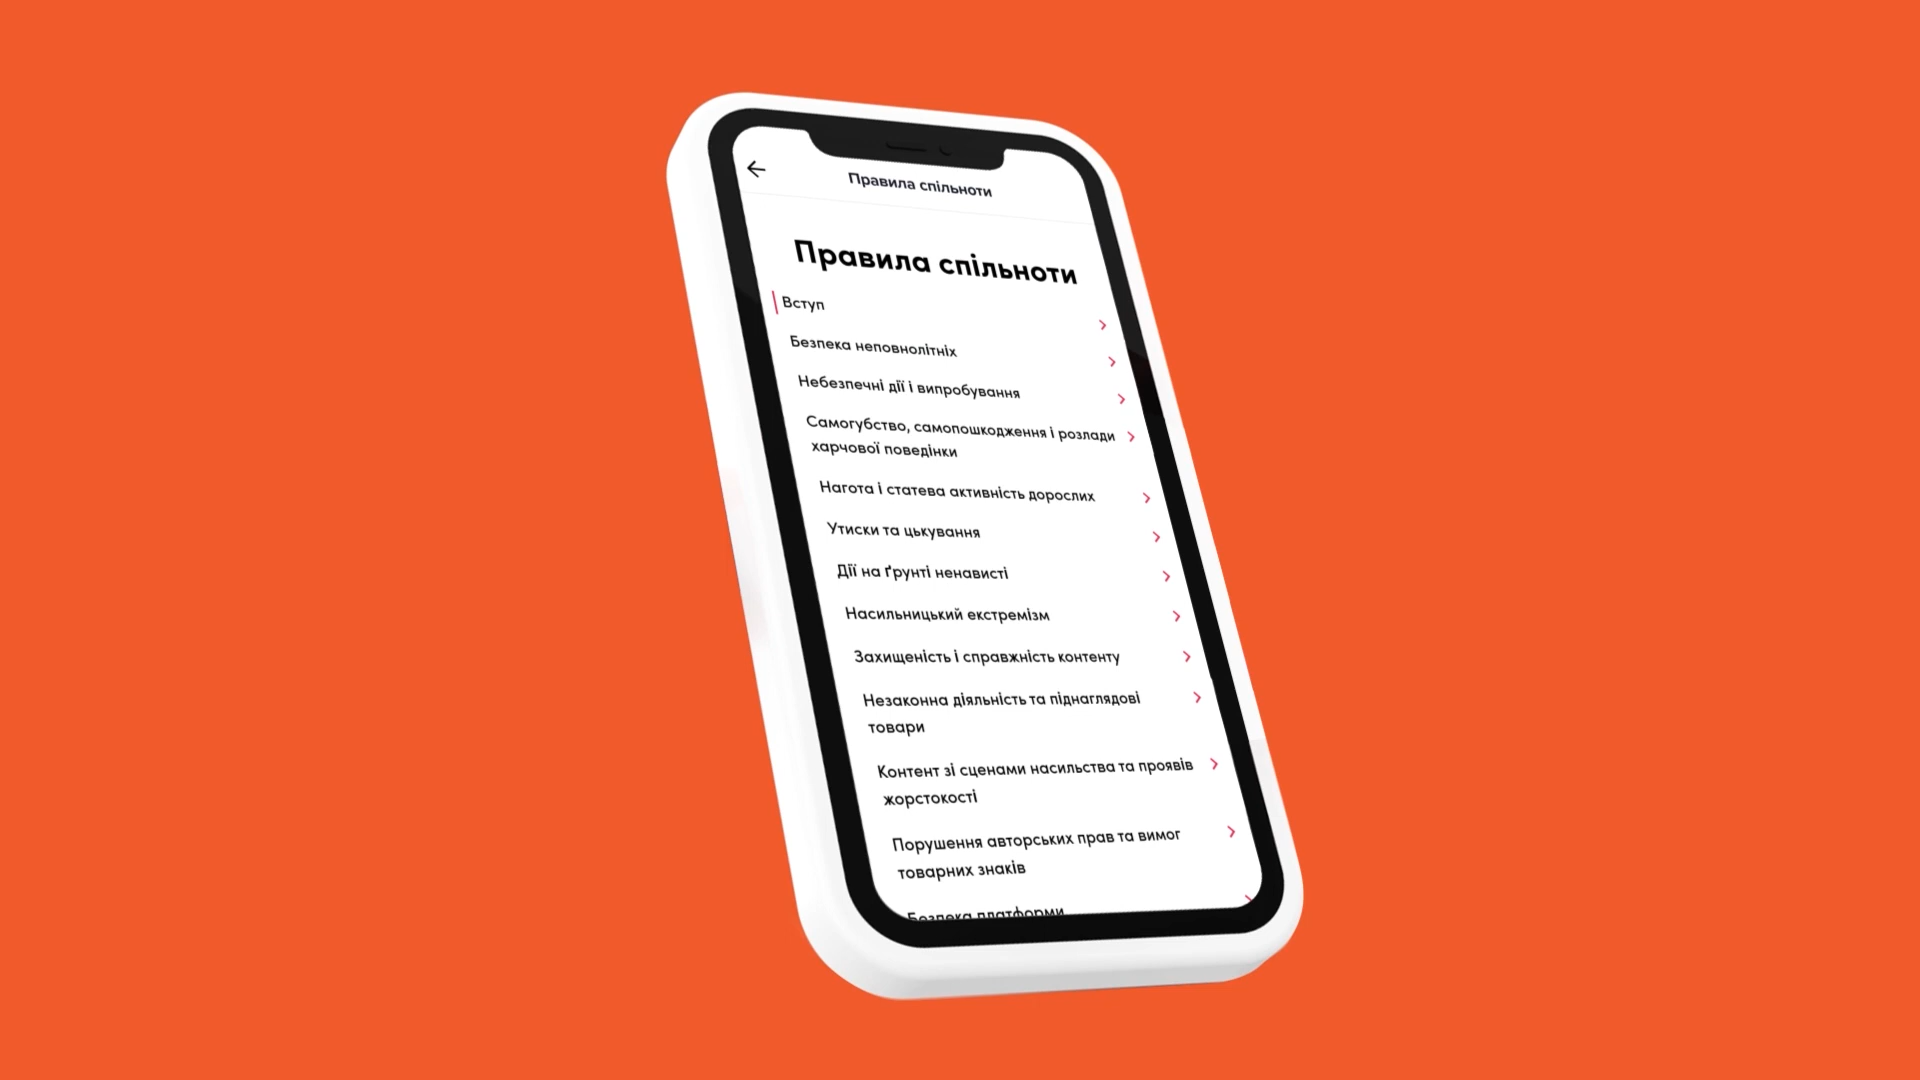 Правила спільноти
Правила спільноти
Вступ
Безпека неповнолітніх
Небезпечні дії і випробування
Самогубство, самопошкодження і розлади
харчової поведінки
Нагота і статева активність дорослих
Утиски та цькування
Дії на ґрунті ненависті
Насильницький екстремізм
Захищеність і справжність контенту
Незаконна діяльність та піднаглядові
товари
Контент зі сценами насильства та проявів
жорстокості
Порушення авторських прав та вимог
товарних знаків
Безпека платформи